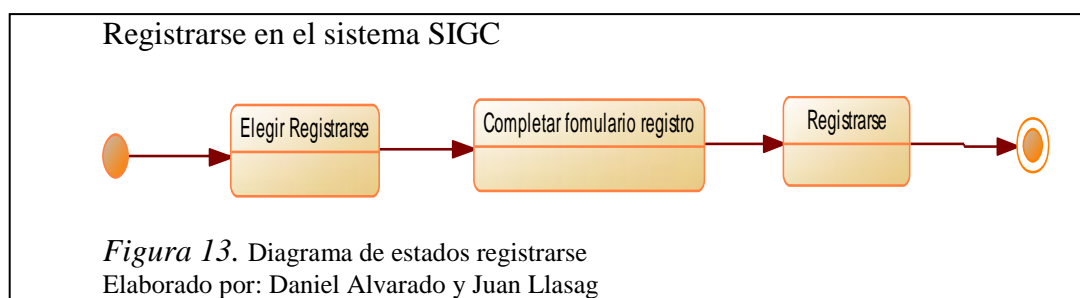 Registrarse en el sistema SIGC
Elegir Registrarse
Completar fomulario registro
Registrarse
Figura 13. Diagrama de estados registrarse
Elaborado por: Daniel Alvarado y Juan Llasag